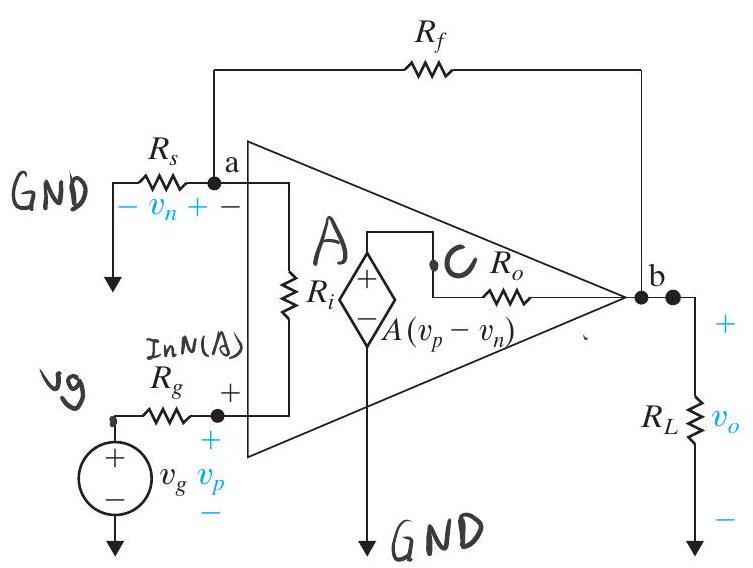 R_f
R_s
a
GND
− v_n + −
A
+
−
C
R_o
b
R_i
A(v_p − v_n)
InN(A)
R_g
+
vg
+
−
v_g
+
v_p
−
+
R_L
v_o
−
GND